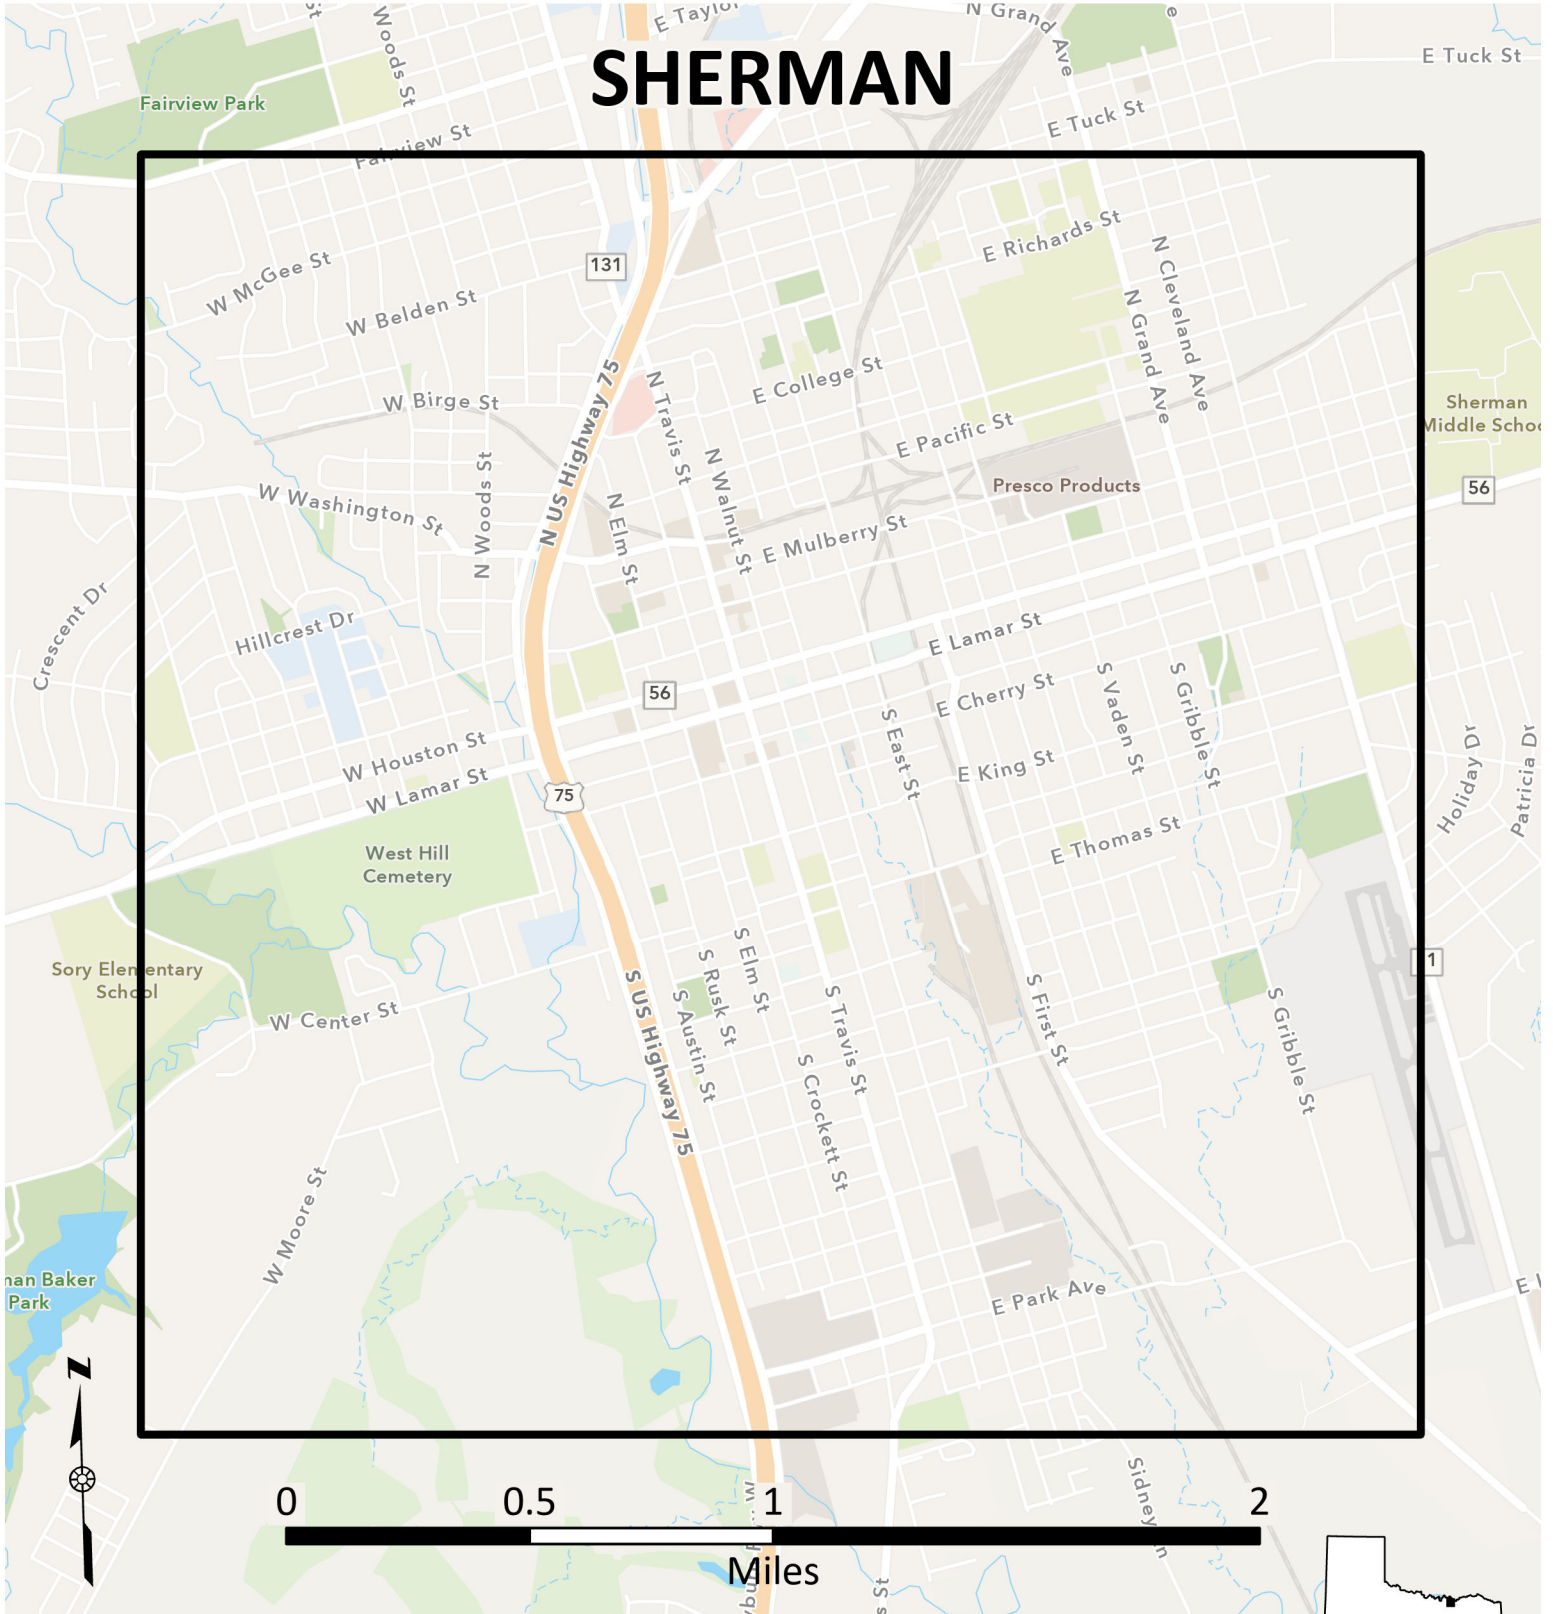 St
Woods St
E Taylor
N Grand Ave
e
E Tuck St
SHERMAN
Fairview Park
E Tuck St
Fairview St
E Richards St
N Cleveland Ave
W McGee St
131
W Belden St
N Grand Ave
N US Highway 75
E College St
N Travis St
W Birge St
Sherman
Middle Schoo
E Pacific St
N Walnut St
N Woods St
Presco Products
56
W Washington St
N Elm St
E Mulberry St
Crescent Dr
Hillcrest Dr
E Lamar St
56
E Cherry St
S Vaden St
S Gribble St
S East St
W Houston St
W Lamar St
E King St
Holiday Dr
Patricia Dr
75
E Thomas St
West Hill
Cemetery
Sory Elementary
School
S Elm St
S Rusk St
1
S US Highway 75
S Austin St
S Travis St
S First St
S Gribble St
W Center St
S Crockett St
W Moore St
man Baker
Park
E Park Ave
E
N
Sidney
n
0 0.5 1 2
Miles
s St